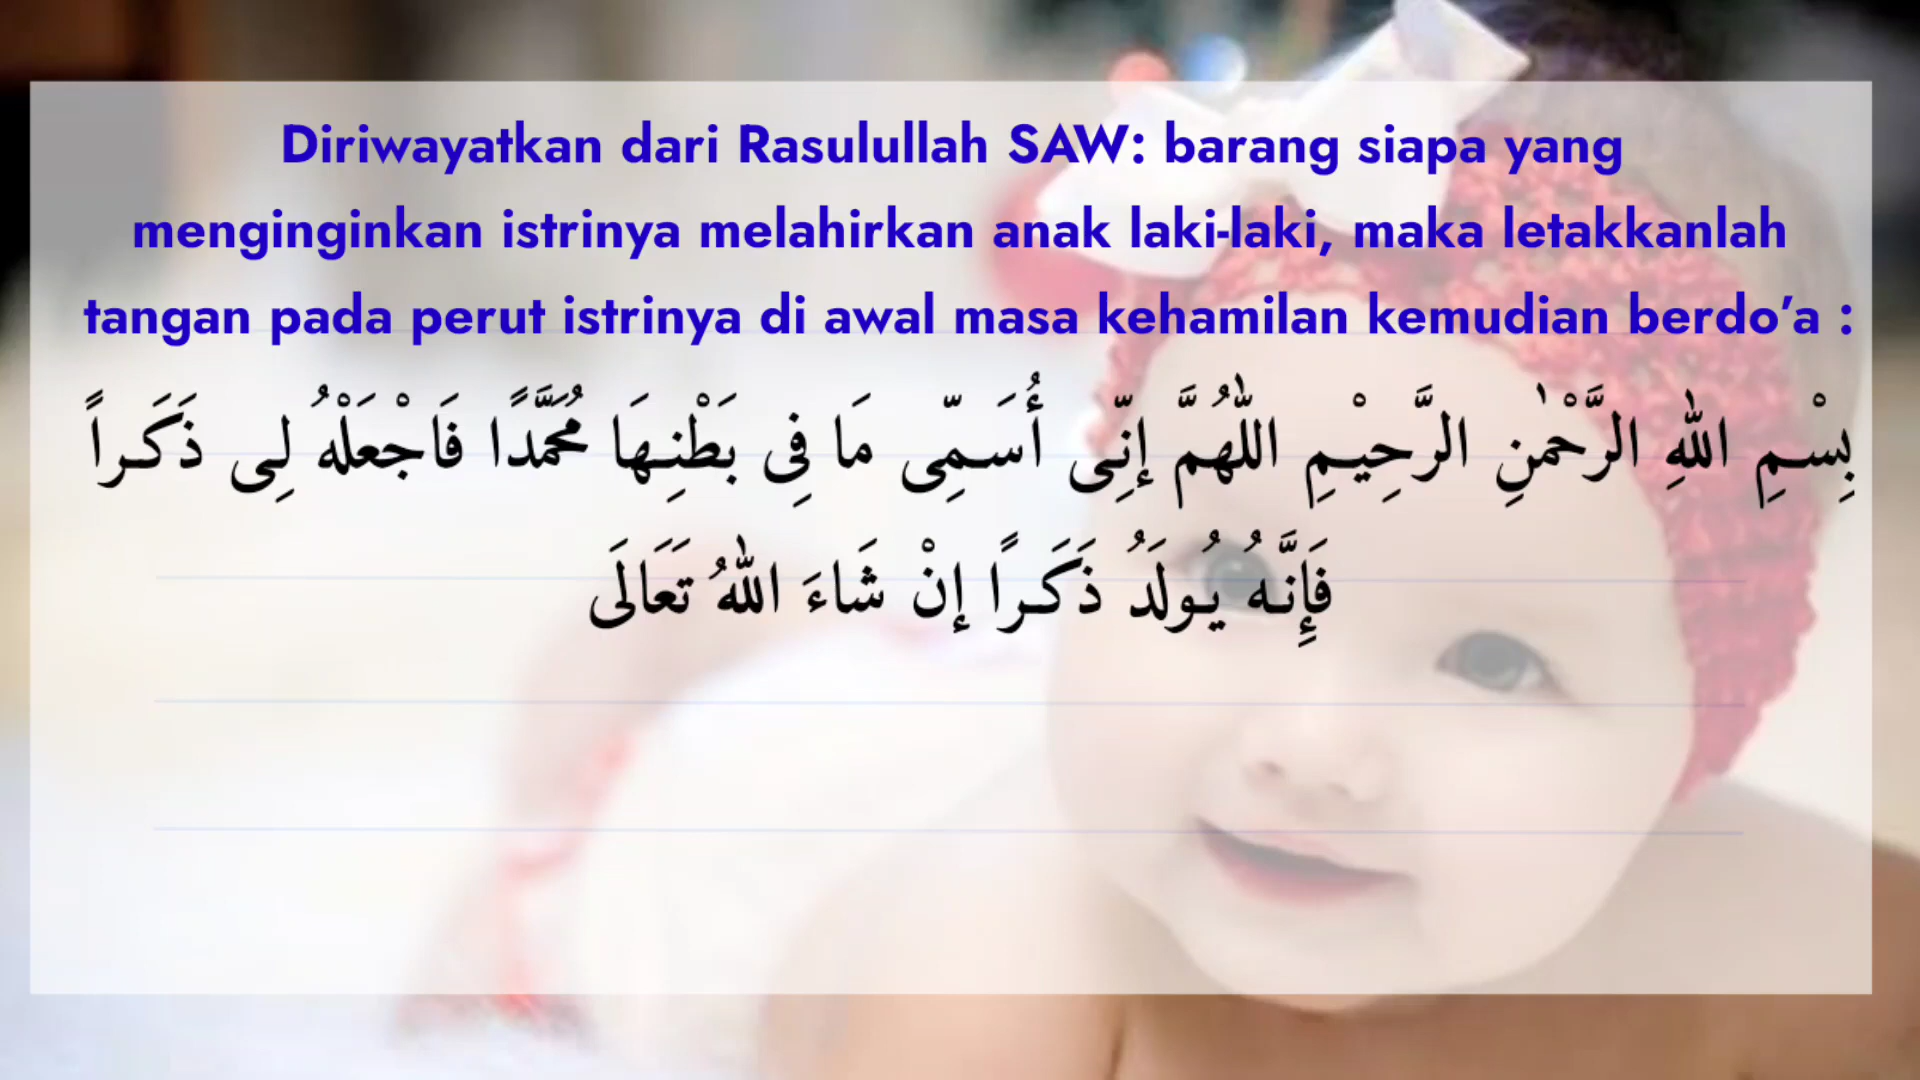 Diriwayatkan dari Rasulullah SAW: barang siapa yang
menginginkan istrinya melahirkan anak laki-laki, maka letakkanlah
tangan pada perut istrinya di awal masa kehamilan kemudian berdo'a :
بِسْمِ اللهِ الرَّحْمٰنِ الرَّحِيْمِ اللّٰهُمَّ إِنِّى أُسَمِّى مَا فِى بَطْنِهَا مُحَمَّدًا فَاجْعَلْهُ لِى ذَكَراً
فَإِنَّهُ يُولَدُ ذَكَرًا إِنْ شَاءَ اللهُ تَعَالَى